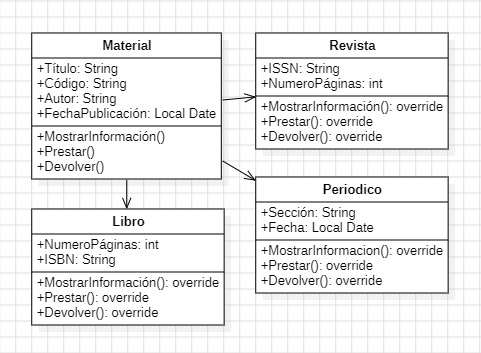 Material
+Título: String
+Código: String
+Autor: String
+FechaPublicación: Local Date
+MostrarInformación()
+Prestar()
+Devolver()
Revista
+ISSN: String
+NumeroPáginas: int
+MostrarInformación(): override
+Prestar(): override
+Devolver(): override
Libro
+NumeroPáginas: int
+ISBN: String
+MostrarInformación(): override
+Prestar(): override
+Devolver(): override
Periodico
+Sección: String
+Fecha: Local Date
+MostrarInformacion(): override
+Prestar(): override
+Devolver(): override